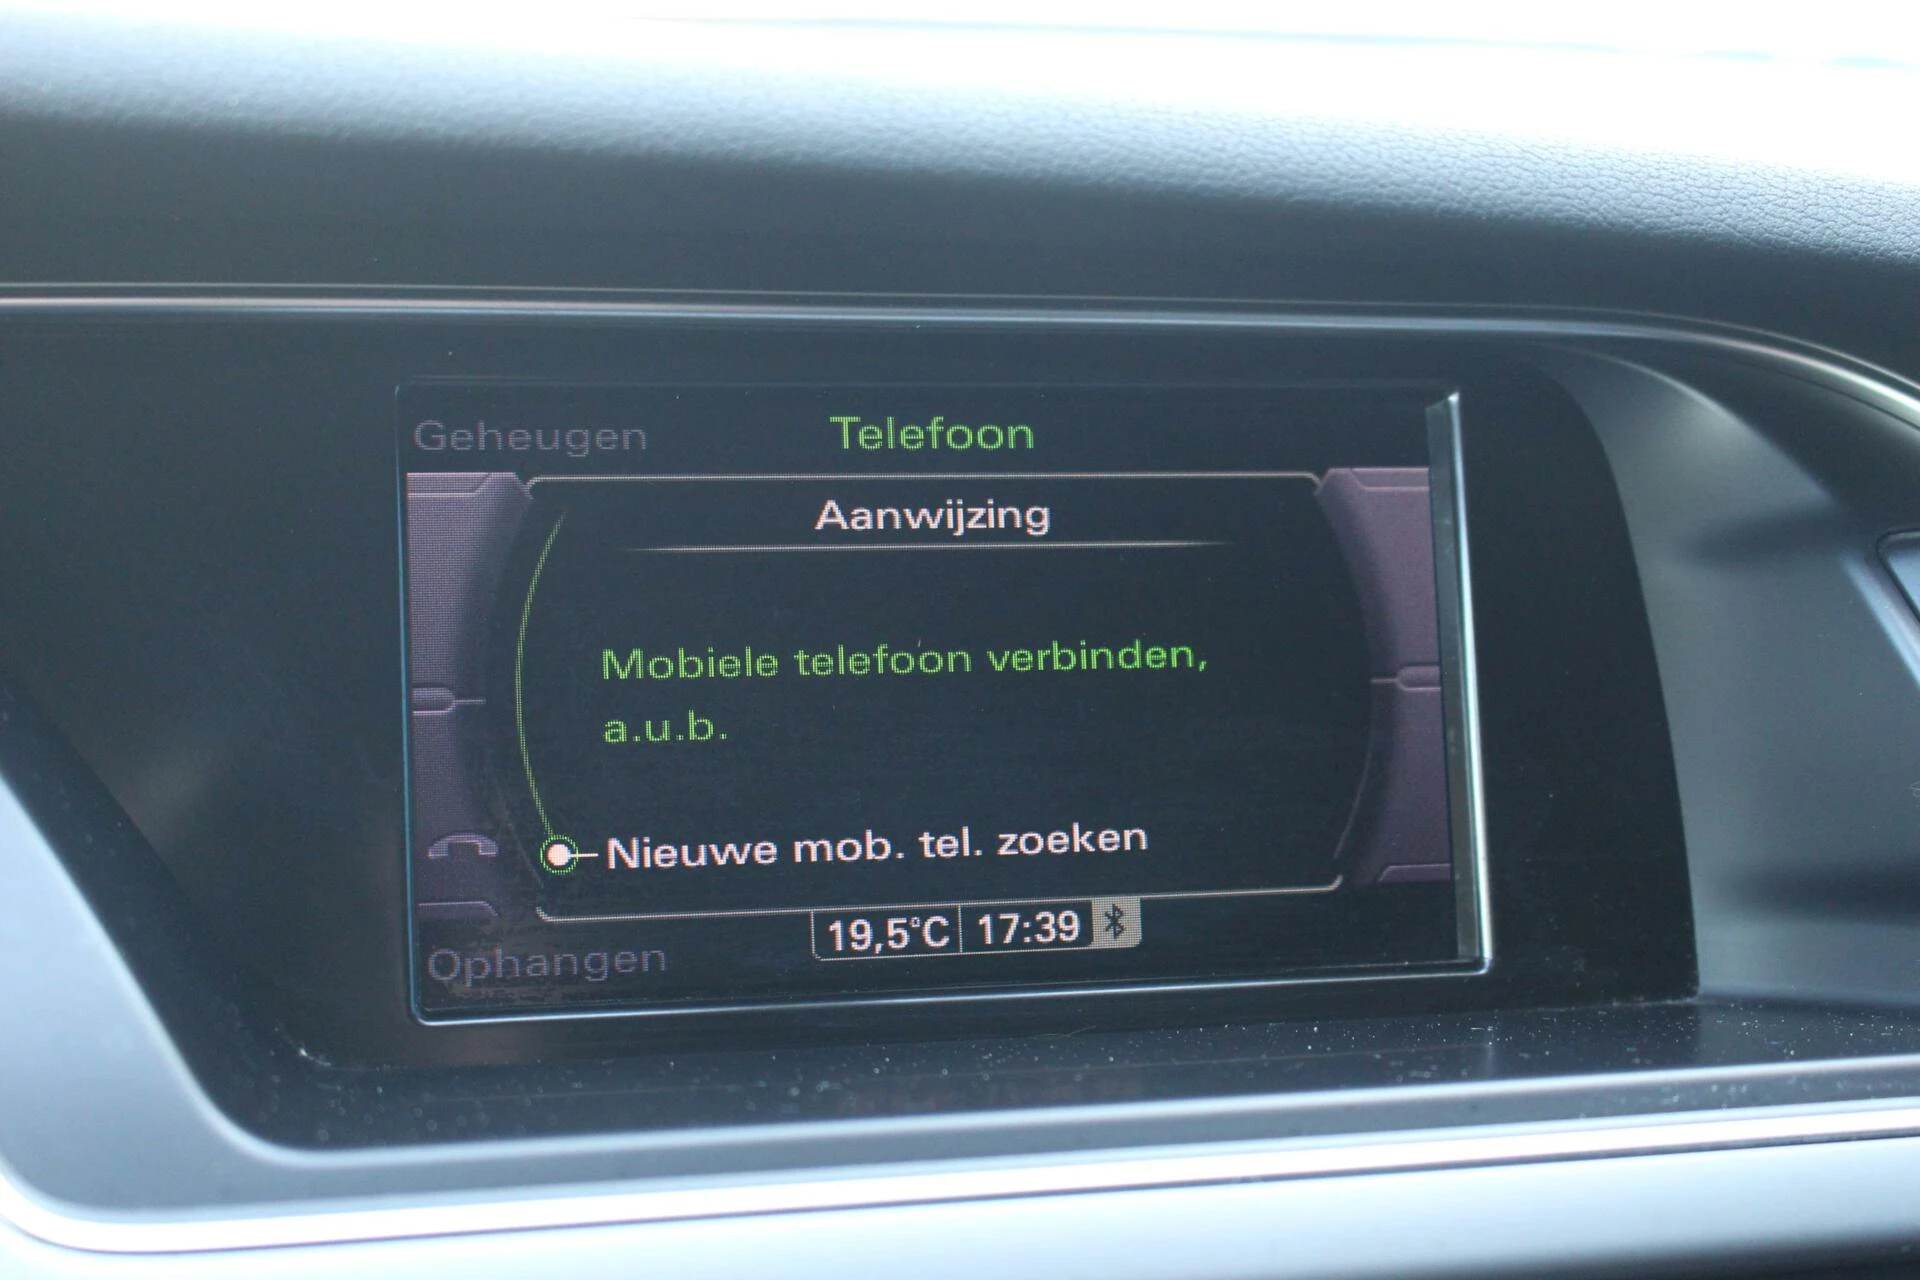 Geheugen
Telefoon
Aanwijzing
Mobiele telefoon verbinden,
a.u.b.
Nieuwe mob. tel. zoeken
19,5°C 17:39
Ophangen